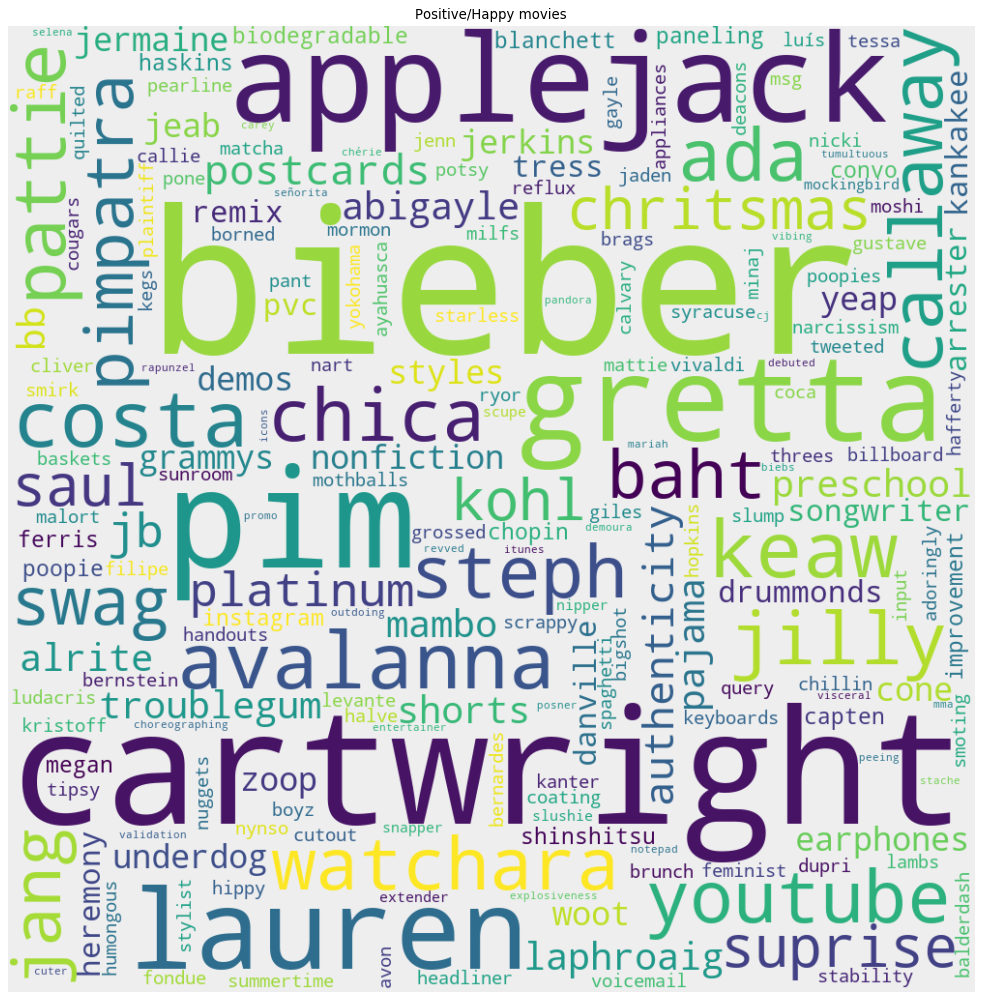 Positive/Happy movies
selena
jermaine
biodegradable
applejack
blanchett
paneling
luís
tessa
callaway
haskins
raff
pearline
pattie
quilted
pimpatra
gayle
appliances
deacons
msg
kankakee
jeab
carey
jenn
jerkins
ada
nicki
matcha
chérie
tumultuous
callie
postcards
potsy
tress
jaden
convo
pone
plaintiff
señorita
reflux
mockingbird
cougars
remix
abigayle
chritsmas
moshi
borned
mormon
milfs
brags
vibing
gustave
arrester
kegs
bieber
pant
yokohama
ayahuasca
pandora
calvary
minaj
poopies
bb
pvc
starless
syracuse
cj
yeap
narcissism
tweeted
cliver
rapunzel
nart
mattie
vivaldi
debuted
smirk
demos
styles
gretta
coca
hafferty
costa
icons
chica
ryor
scupe
mariah
baskets
grammys
nonfiction
threes
billboard
saul
sunroom
mothballs
baht
biebs
preschool
malort
jb
pim
kohl
giles
slump
songwriter
promo
grossed
chopin
demoura
authenticity
hopkins
ferris
revved
itunes
keaw
adoringly
poopie
filipe
steph
input
improvement
swag
platinum
nipper
drummonds
instagram
outdoing
mambo
scrappy
bigshot
pajama
jilly
handouts
alrite
avalanna
danville
spaghetti
bernstein
query
chillin
visceral
cone
ludacris
troublegum
levante
shorts
halve
posner
keyboards
capten
mma
kristoff
choreographing
entertainer
smoting
cartwright
peeing
megan
zoop
bernardes
kanter
stache
tipsy
nuggets
boyz
coating
slushie
nynso
snapper
validation
cutout
shinshitsu
earphones
jang
heremony
underdog
watchara
notepad
brunch
feminist
dupri
lambs
humongous
hippy
stylist
extender
explosiveness
lauren
woot
youtube
balderdash
laphroaig
suprise
cuter
fondue
summertime
avon
headliner
voicemail
stability